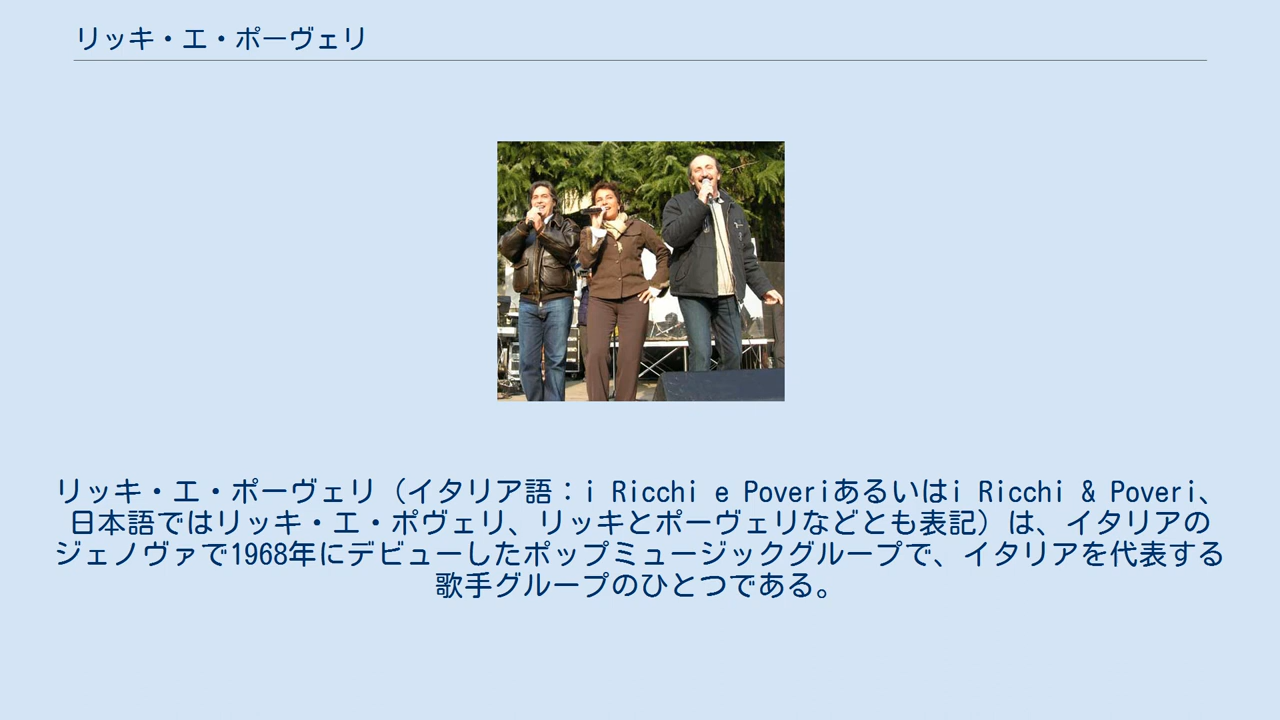 リッキ・エ・ポーヴェリ
リッキ・エ・ポーヴェリ（イタリア語：i Ricchi e Poveriあるいはi Ricchi & Poveri、
日本語ではリッキ・エ・ポヴェリ、リッキとポーヴェリなどとも表記）は、イタリアの
ジェノヴァで1968年にデビューしたポップミュージックグループで、イタリアを代表する
歌手グループのひとつである。